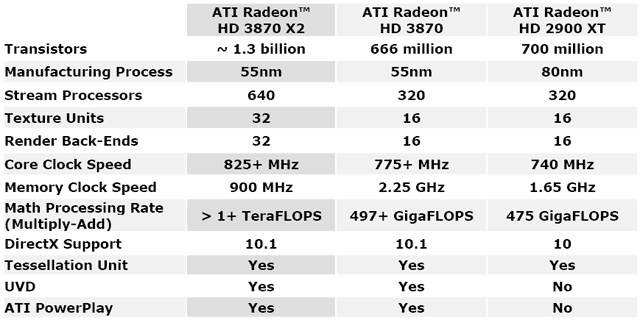 ATI Radeon™ ATI Radeon™ ATI Radeon™
HD 3870 X2 HD 3870 HD 2900 XT
Transistors ~ 1.3 billion 666 million 700 million
Manufacturing Process 55nm 55nm 80nm
Stream Processors 640 320 320
Texture Units 32 16 16
Render Back-Ends 32 16 16
Core Clock Speed 825+ MHz 775+ MHz 740 MHz
Memory Clock Speed 900 MHz 2.25 GHz 1.65 GHz
Math Processing Rate
(Multiply-Add) > 1+ TeraFLOPS 497+ GigaFLOPS 475 GigaFLOPS
DirectX Support 10.1 10.1 10
Tessellation Unit Yes Yes Yes
UVD Yes Yes No
ATI PowerPlay Yes Yes No